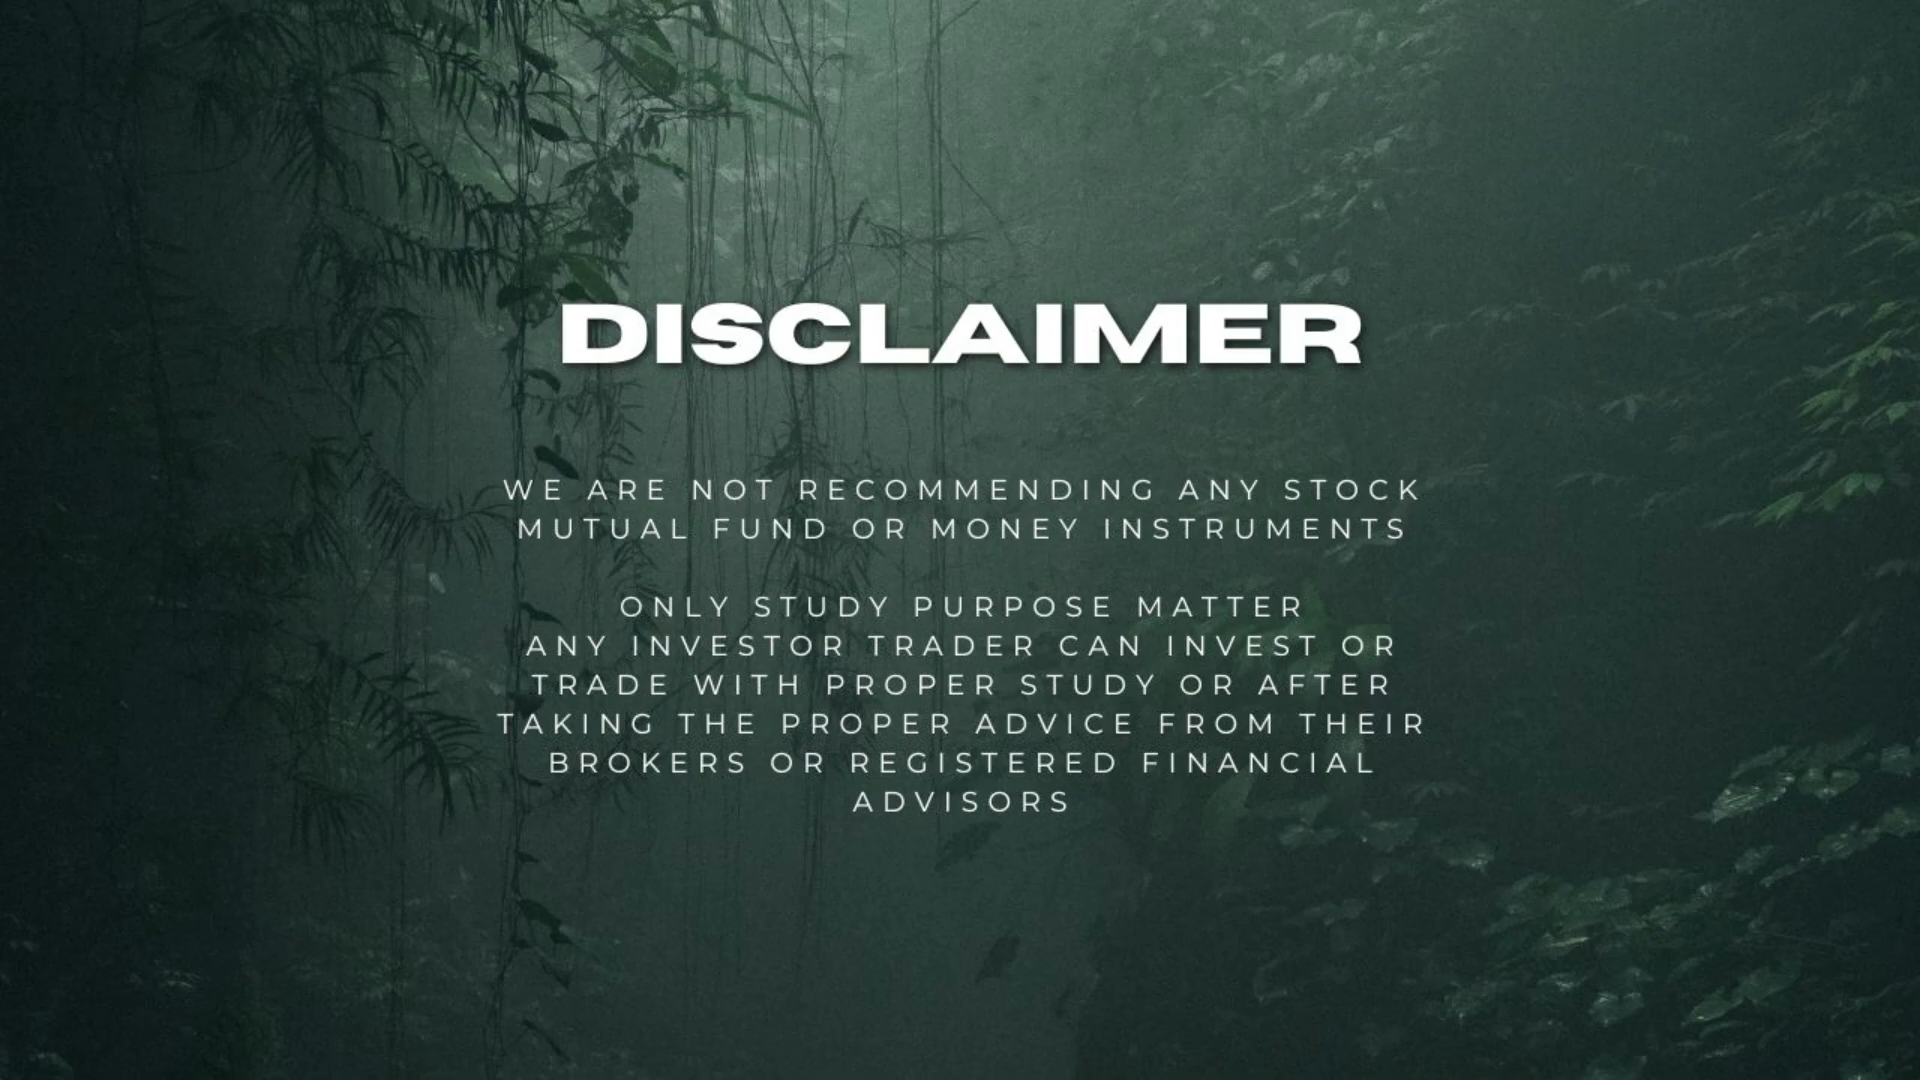 DISCLAIMER
WE ARE NOT RECOMMENDING ANY STOCK
MUTUAL FUND OR MONEY INSTRUMENTS
ONLY STUDY PURPOSE MATTER
ANY INVESTOR TRADER CAN INVEST OR
TRADE WITH PROPER STUDY OR AFTER
TAKING THE PROPER ADVICE FROM THEIR
BROKERS OR REGISTERED FINANCIAL
ADVISORS